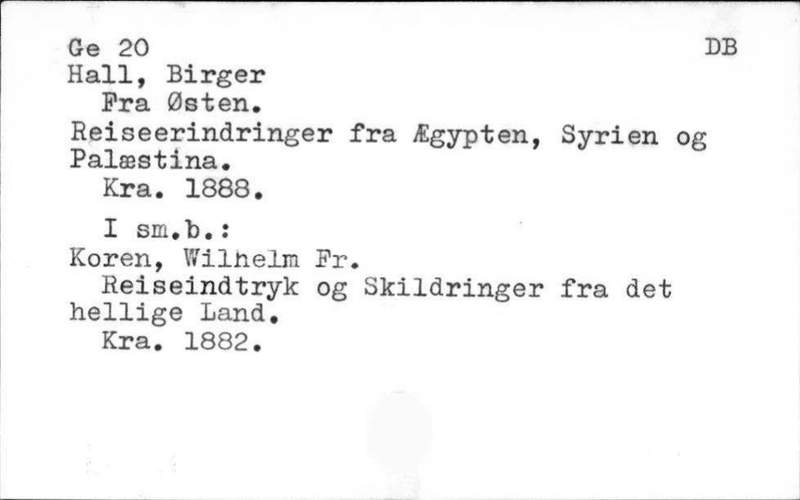 Ge 20 DB
Hall, Birger
Fra Østen.
Reiseerindringer fra Ægypten, Syrien og
Palæstina.
Kra. 1888.
I sm.b.:
Koren, Wilhelm Fr.
Reiseindtryk og Skildringer fra det
hellige Land.
Kra. 1882.